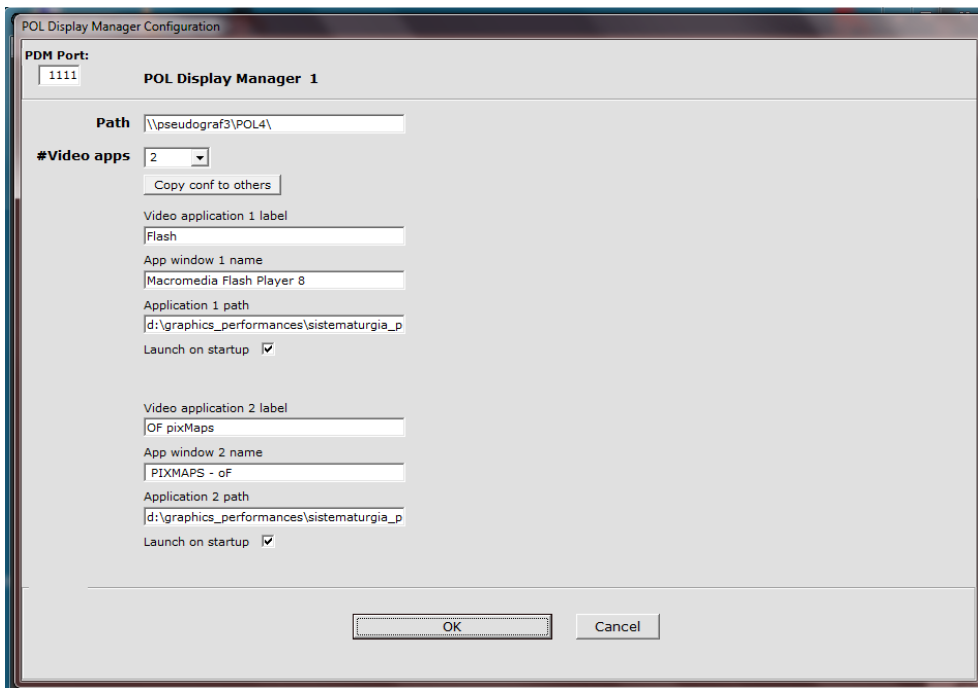 POL Display Manager Configuration
PDM Port:
1111
POL Display Manager 1
Path \\pseudograf3\POL4\
#Video apps 2
Copy conf to others
Video application 1 label
Flash
App window 1 name
Macromedia Flash Player 8
Application 1 path
d:\graphics_performances\sistematurgia_p
Launch on startup
Video application 2 label
OF pixMaps
App window 2 name
PIXMAPS - oF
Application 2 path
d:\graphics_performances\sistematurgia_p
Launch on startup
OK Cancel